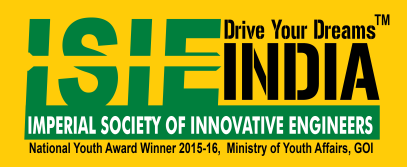 Drive Your Dreams™
ISIE INDIA
IMPERIAL SOCIETY OF INNOVATIVE ENGINEERS
National Youth Award Winner 2015-16, Ministry of Youth Affairs, GOI